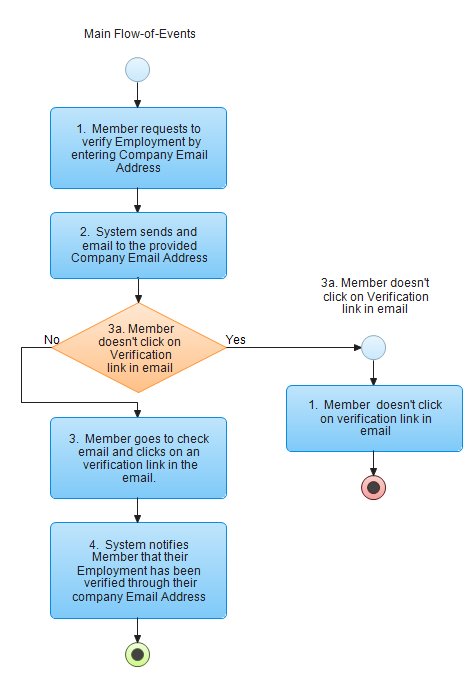 Main Flow-of-Events
1. Member requests to
verify Employment by
entering Company Email
Address
2. System sends and
email to the provided
Company Email Address
3a. Member
doesn't click on
Verification
link in email
No
Yes
3a. Member doesn't
click on Verification
link in email
1. Member doesn't click
on verification link in
email
3. Member goes to check
email and clicks on an
verification link in the
email.
4. System notifies
Member that their
Employment has been
verified through their
company Email Address